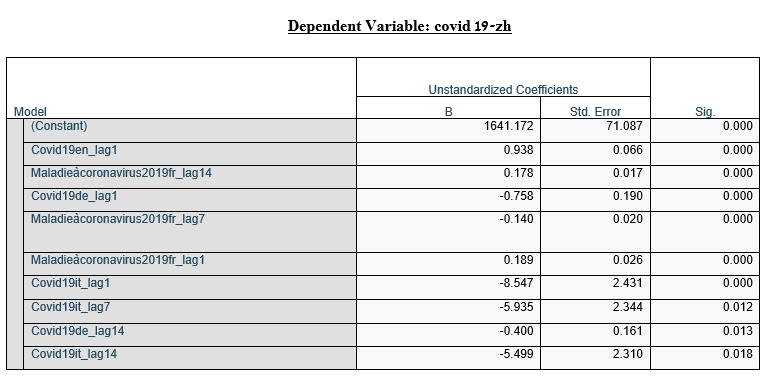 Dependent Variable: covid 19-zh
Unstandardized Coefficients
Model B Std. Error Sig.
(Constant) 1641.172 71.087 0.000
Covid19en_lag1 0.938 0.066 0.000
Maladieàcoronavirus2019fr_lag14 0.178 0.017 0.000
Covid19de_lag1 -0.758 0.190 0.000
Maladieàcoronavirus2019fr_lag7 -0.140 0.020 0.000
Maladieàcoronavirus2019fr_lag1 0.189 0.026 0.000
Covid19it_lag1 -8.547 2.431 0.000
Covid19it_lag7 -5.935 2.344 0.012
Covid19de_lag14 -0.400 0.161 0.013
Covid19it_lag14 -5.499 2.310 0.018